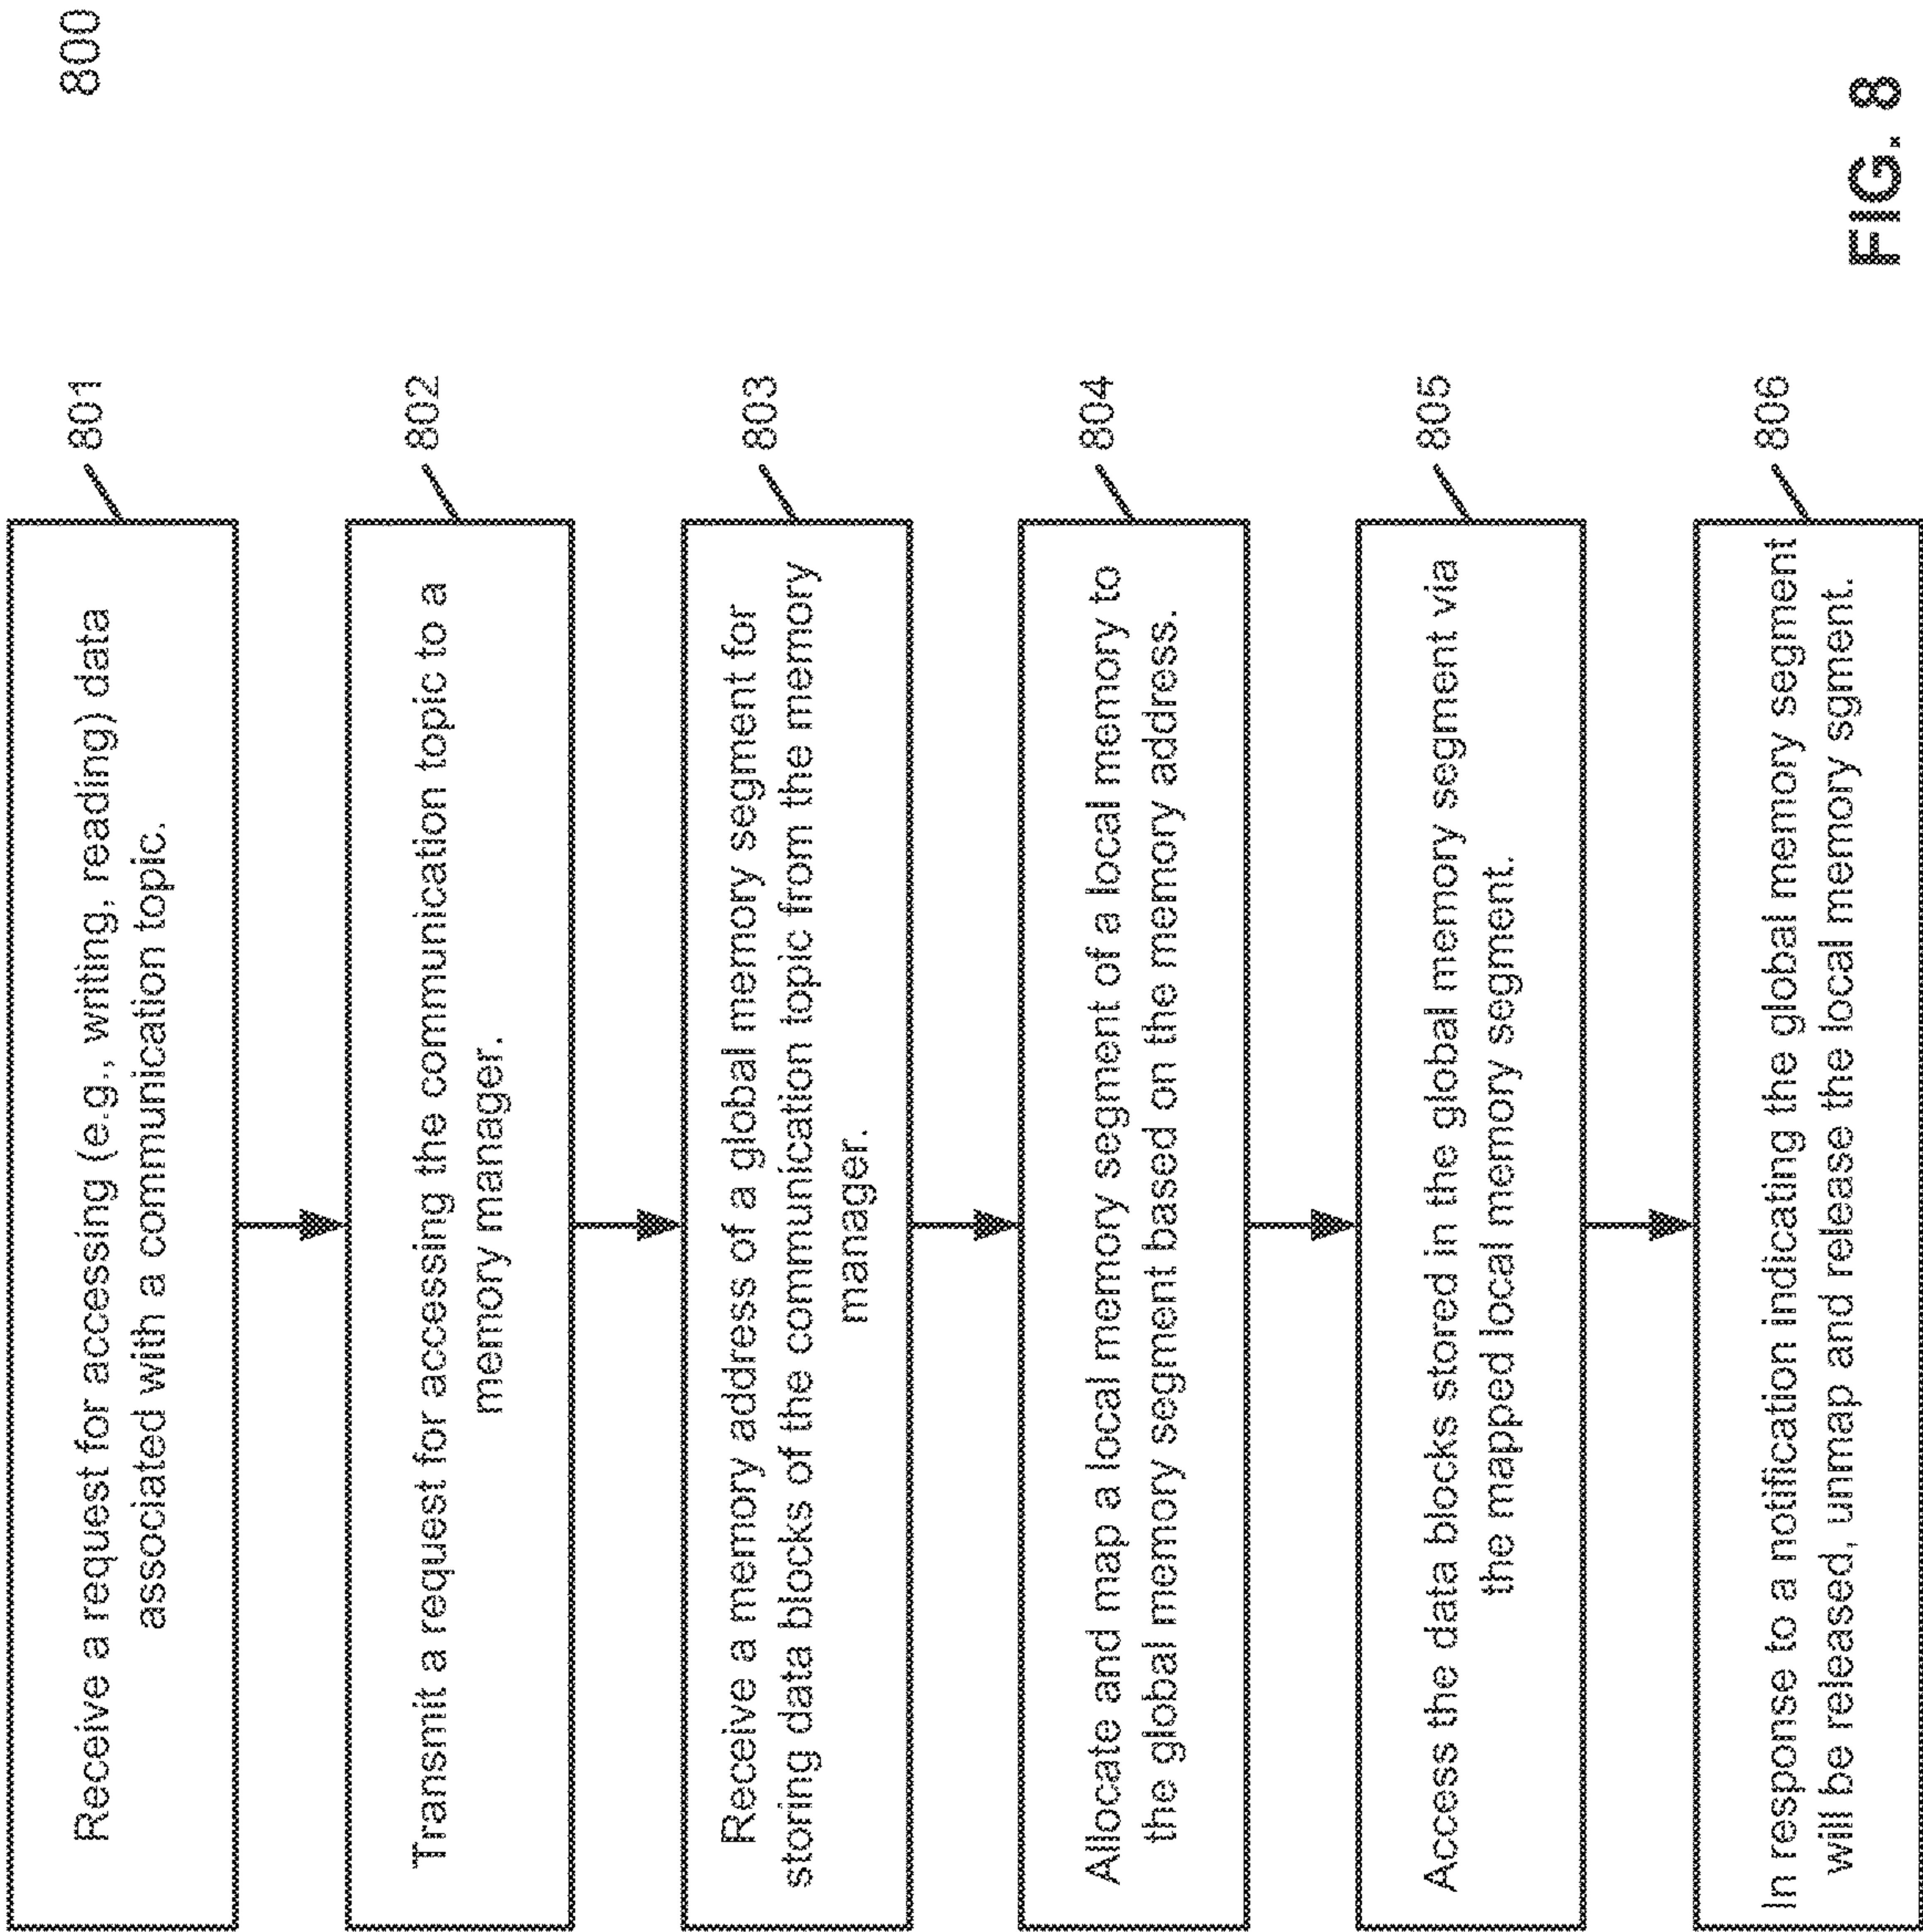 800
Receive a request for accessing (e.g., writing, reading) data
associated with a communication topic.
801
Transmit a request for accessing the communication topic to a
memory manager.
802
Receive a memory address of a global memory segment for
storing data blocks of the communication topic from the memory
manager.
803
Allocate and map a local memory segment of a local memory to
the global memory segment based on the memory address.
804
Access the data blocks stored in the global memory segment via
the mapped local memory segment.
805
In response to a notification indicating the global memory segment
will be released, unmap and release the local memory sgment.
806
FIG. 8